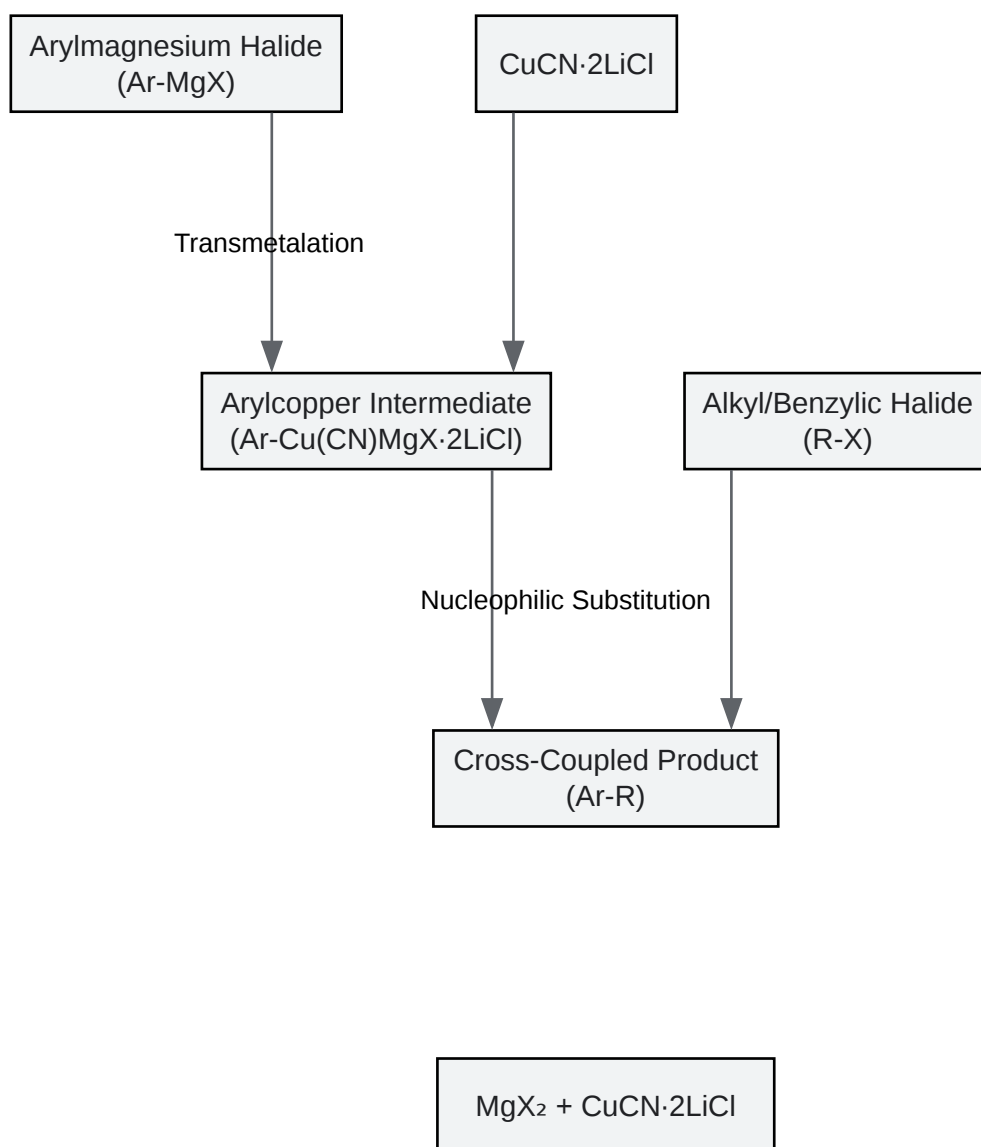 Arylmagnesium Halide
(Ar-MgX)
CuCN·2LiCl
Transmetalation
Arylcopper Intermediate
(Ar-Cu(CN)MgX·2LiCl)
Alkyl/Benzylic Halide
(R-X)
Nucleophilic Substitution
Cross-Coupled Product
(Ar-R)
MgX₂ + CuCN·2LiCl